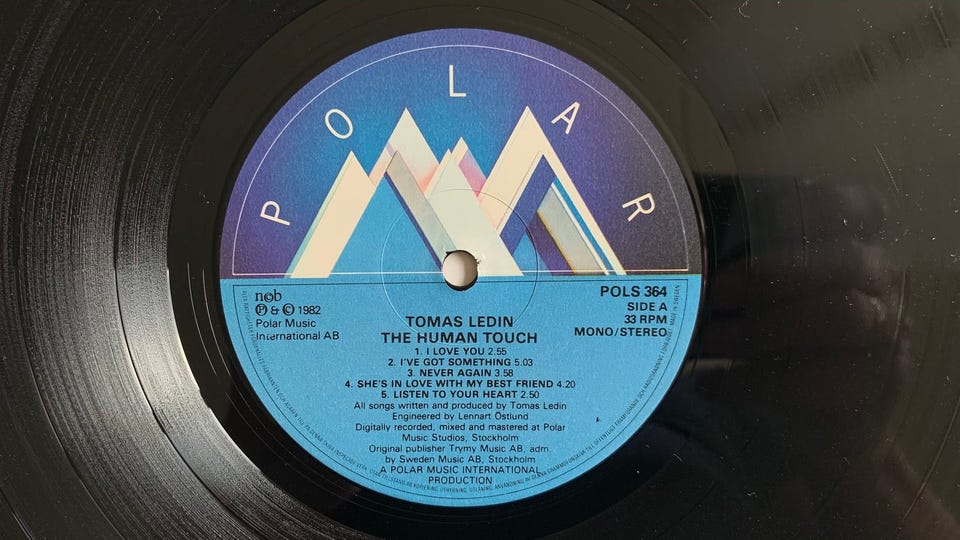 POLAR
ncb
Ⓟ & © 1982
Polar Music
International AB
POLS 364
SIDE A
33 RPM
MONO/STEREO
TOMAS LEDIN
THE HUMAN TOUCH
1. I LOVE YOU 2.55
2. I'VE GOT SOMETHING 5.03
3. NEVER AGAIN 3.58
4. SHE'S IN LOVE WITH MY BEST FRIEND 4.20
5. LISTEN TO YOUR HEART 2.50
All songs written and produced by Tomas Ledin
Engineered by Lennart Östlund
Digitally recorded, mixed and mastered at Polar
Music Studios, Stockholm
Original publisher Trymy Music AB, adm.
by Sweden Music AB, Stockholm
A POLAR MUSIC INTERNATIONAL
PRODUCTION
MADE IN SWEDEN